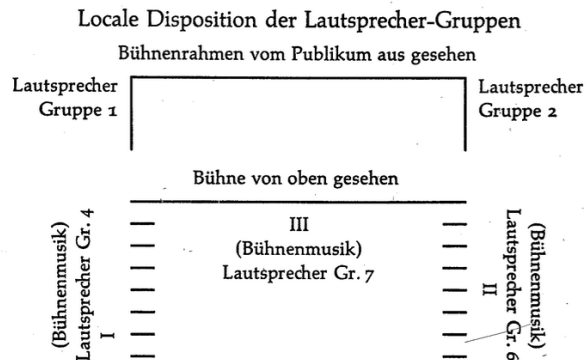 Locale Disposition der Lautsprecher-Gruppen
Bühnenrahmen vom Publikum aus gesehen
Lautsprecher
Gruppe 1
Lautsprecher
Gruppe 2
Bühne von oben gesehen
(Bühnenmusik)
Lautsprecher Gr. 4
I
III
(Bühnenmusik)
Lautsprecher Gr. 7
(Bühnenmusik)
Lautsprecher Gr. 6
II